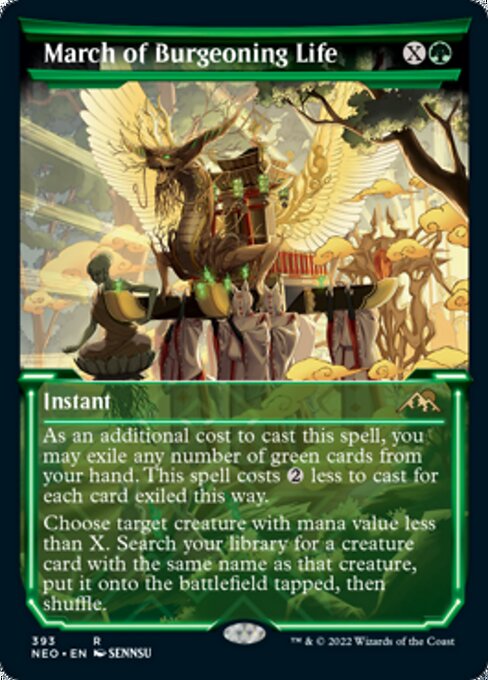 March of Burgeoning Life X
Instant
As an additional cost to cast this spell, you
may exile any number of green cards from
your hand. This spell costs 2 less to cast for
each card exiled this way.
Choose target creature with mana value less
than X. Search your library for a creature
card with the same name as that creature,
put it onto the battlefield tapped, then
shuffle.
393 R
NEO • EN SENNSU
™ & © 2022 Wizards of the Coast